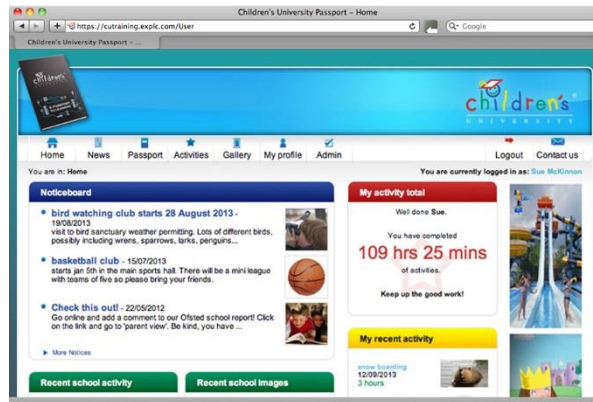 Children's University Passport – Home
https://cutraining.explc.com/User
Google
Children's University Passport – ...
children's
UNIVERSITY
Home
News
Passport
Activities
Gallery
My profile
Admin
Logout
Contact us
You are in: Home
You are currently logged in as: Sue McKinnon
Noticeboard
bird watching club starts 28 August 2013 -
19/08/2013
visit to bird sanctuary weather permitting. Lots of different birds,
possibly including wrens, sparrows, larks, penguins...
basketball club - 15/07/2013
starts jan 5th in the main sports hall. There will be a mini league
with teams of five so please bring your friends.
Check this out! - 22/05/2012
Go online and add a comment to our Ofsted school report! Click
on the link and go to 'parent view'. Be kind, you have ...
More Notices
My activity total
Well done Sue.
You have completed
109 hrs 25 mins
of activities.
Keep up the good work!
My recent activity
snow boarding
12/09/2013
3 hours
Recent school activity
Recent school images